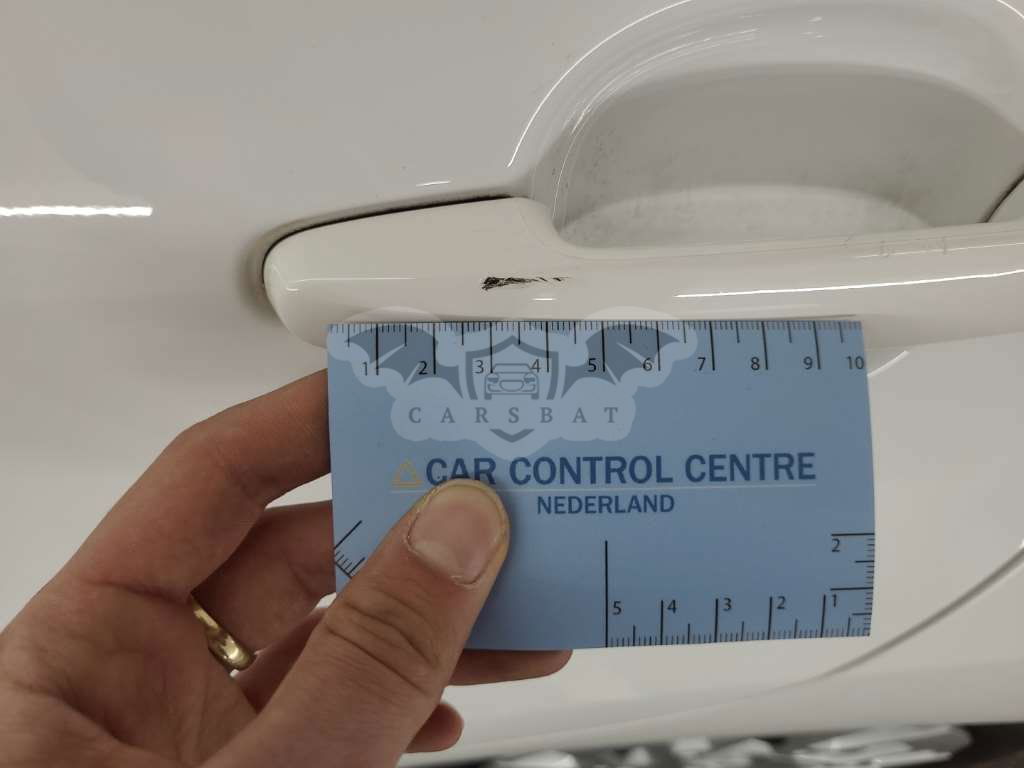 1 2 3 4 5 6 7 8 9 10
CARSBAT
CAR CONTROL CENTRE
NEDERLAND
2
5 4 3 2 1